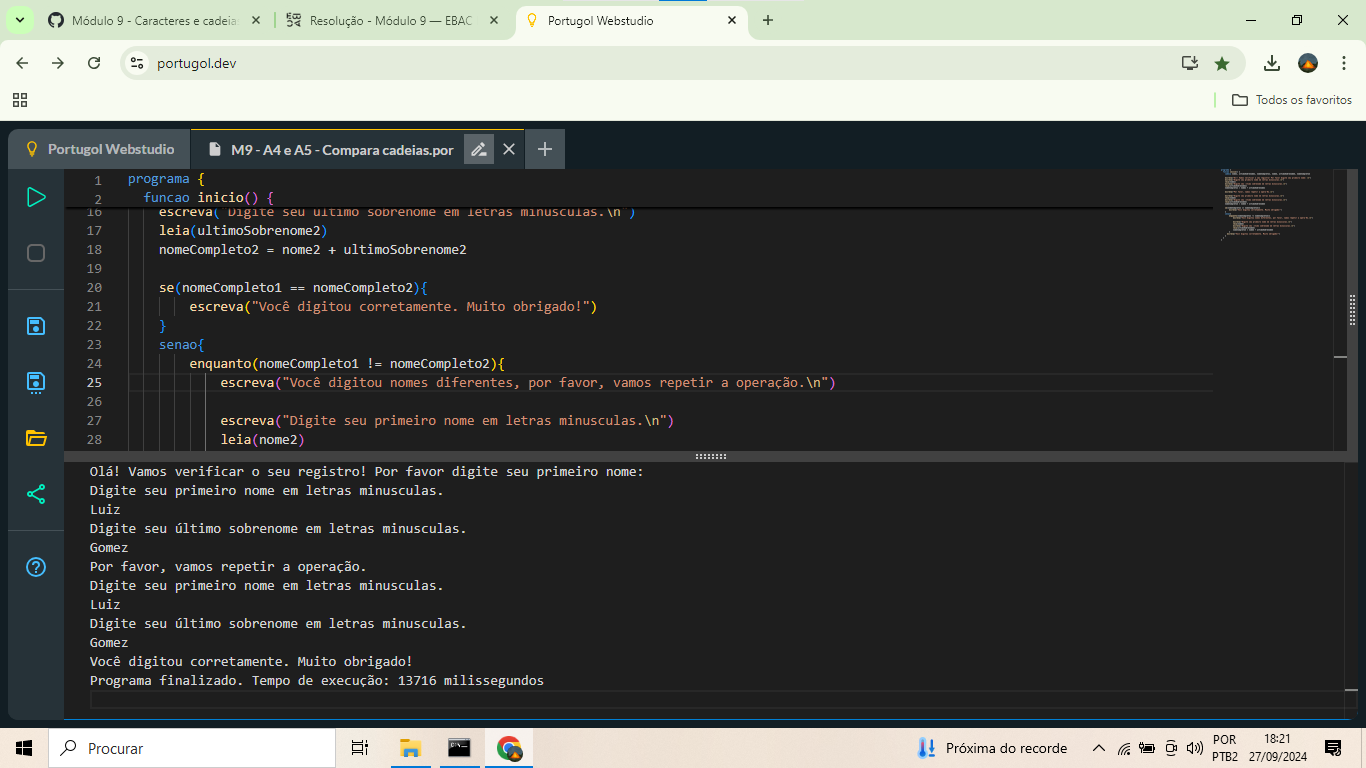 Módulo 9 - Caracteres e cadeia
Resolução - Módulo 9 — EBAC
Portugol Webstudio
portugol.dev
Todos os favoritos
Portugol Webstudio
M9 - A4 e A5 - Compara cadeias.por
1 programa {
2 funcao inicio() {
16 escreva("Digite seu último sobrenome em letras minusculas.\n")
17 leia(ultimoSobrenome2)
18 nomeCompleto2 = nome2 + ultimoSobrenome2
19
20 se(nomeCompleto1 == nomeCompleto2){
21 escreva("Você digitou corretamente. Muito obrigado!")
22 }
23 senao{
24 enquanto(nomeCompleto1 != nomeCompleto2){
25 escreva("Você digitou nomes diferentes, por favor, vamos repetir a operação.\n")
26
27 escreva("Digite seu primeiro nome em letras minusculas.\n")
28 leia(nome2)
Olá! Vamos verificar o seu registro! Por favor digite seu primeiro nome:
Digite seu primeiro nome em letras minusculas.
Luiz
Digite seu último sobrenome em letras minusculas.
Gomez
Por favor, vamos repetir a operação.
Digite seu primeiro nome em letras minusculas.
Luiz
Digite seu último sobrenome em letras minusculas.
Gomez
Você digitou corretamente. Muito obrigado!
Programa finalizado. Tempo de execução: 13716 milissegundos
Procurar
Próxima do recorde
POR
PTB2
18:21
27/09/2024